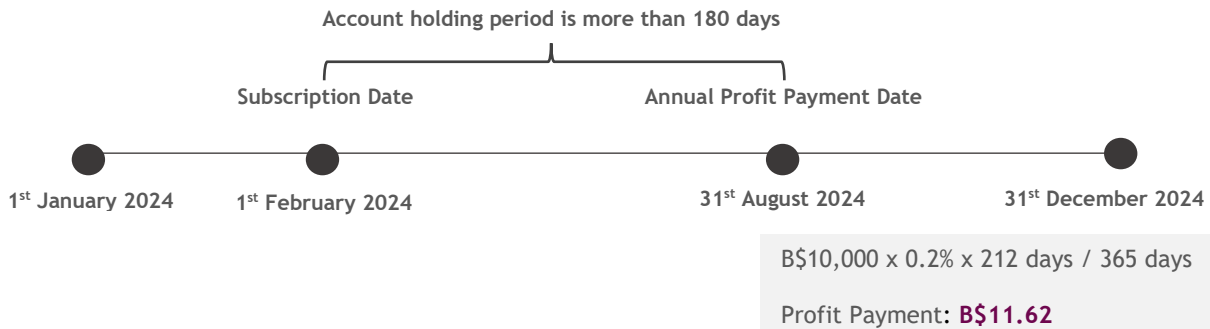 Account holding period is more than 180 days
Subscription Date
Annual Profit Payment Date
1st January 2024
1st February 2024
31st August 2024
31st December 2024
B$10,000 x 0.2% x 212 days / 365 days
Profit Payment: B$11.62